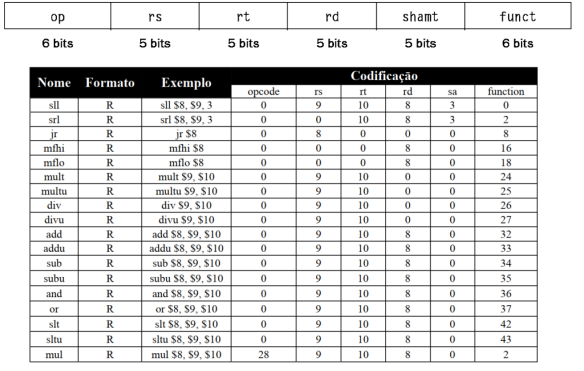 op rs rt rd shamt funct
6 bits 5 bits 5 bits 5 bits 5 bits 6 bits
Nome Formato Exemplo Codificação
opcode rs rt rd sa function
sll R sll $8, $9, 3 0 9 10 8 3 0
srl R srl $8, $9, 3 0 0 10 8 3 2
jr R jr $8 0 8 0 0 0 8
mfhi R mfhi $8 0 0 0 8 0 16
mflo R mflo $8 0 0 0 8 0 18
mult R mult $9, $10 0 9 10 0 0 24
multu R multu $9, $10 0 9 10 0 0 25
div R div $9, $10 0 9 10 0 0 26
divu R divu $9, $10 0 9 10 0 0 27
add R add $8, $9, $10 0 9 10 8 0 32
addu R addu $8, $9, $10 0 9 10 8 0 33
sub R sub $8, $9, $10 0 9 10 8 0 34
subu R subu $8, $9, $10 0 9 10 8 0 35
and R and $8, $9, $10 0 9 10 8 0 36
or R or $8, $9, $10 0 9 10 8 0 37
slt R slt $8, $9, $10 0 9 10 8 0 42
sltu R sltu $8, $9, $10 0 9 10 8 0 43
mul R mul $8, $9, $10 28 9 10 8 0 2